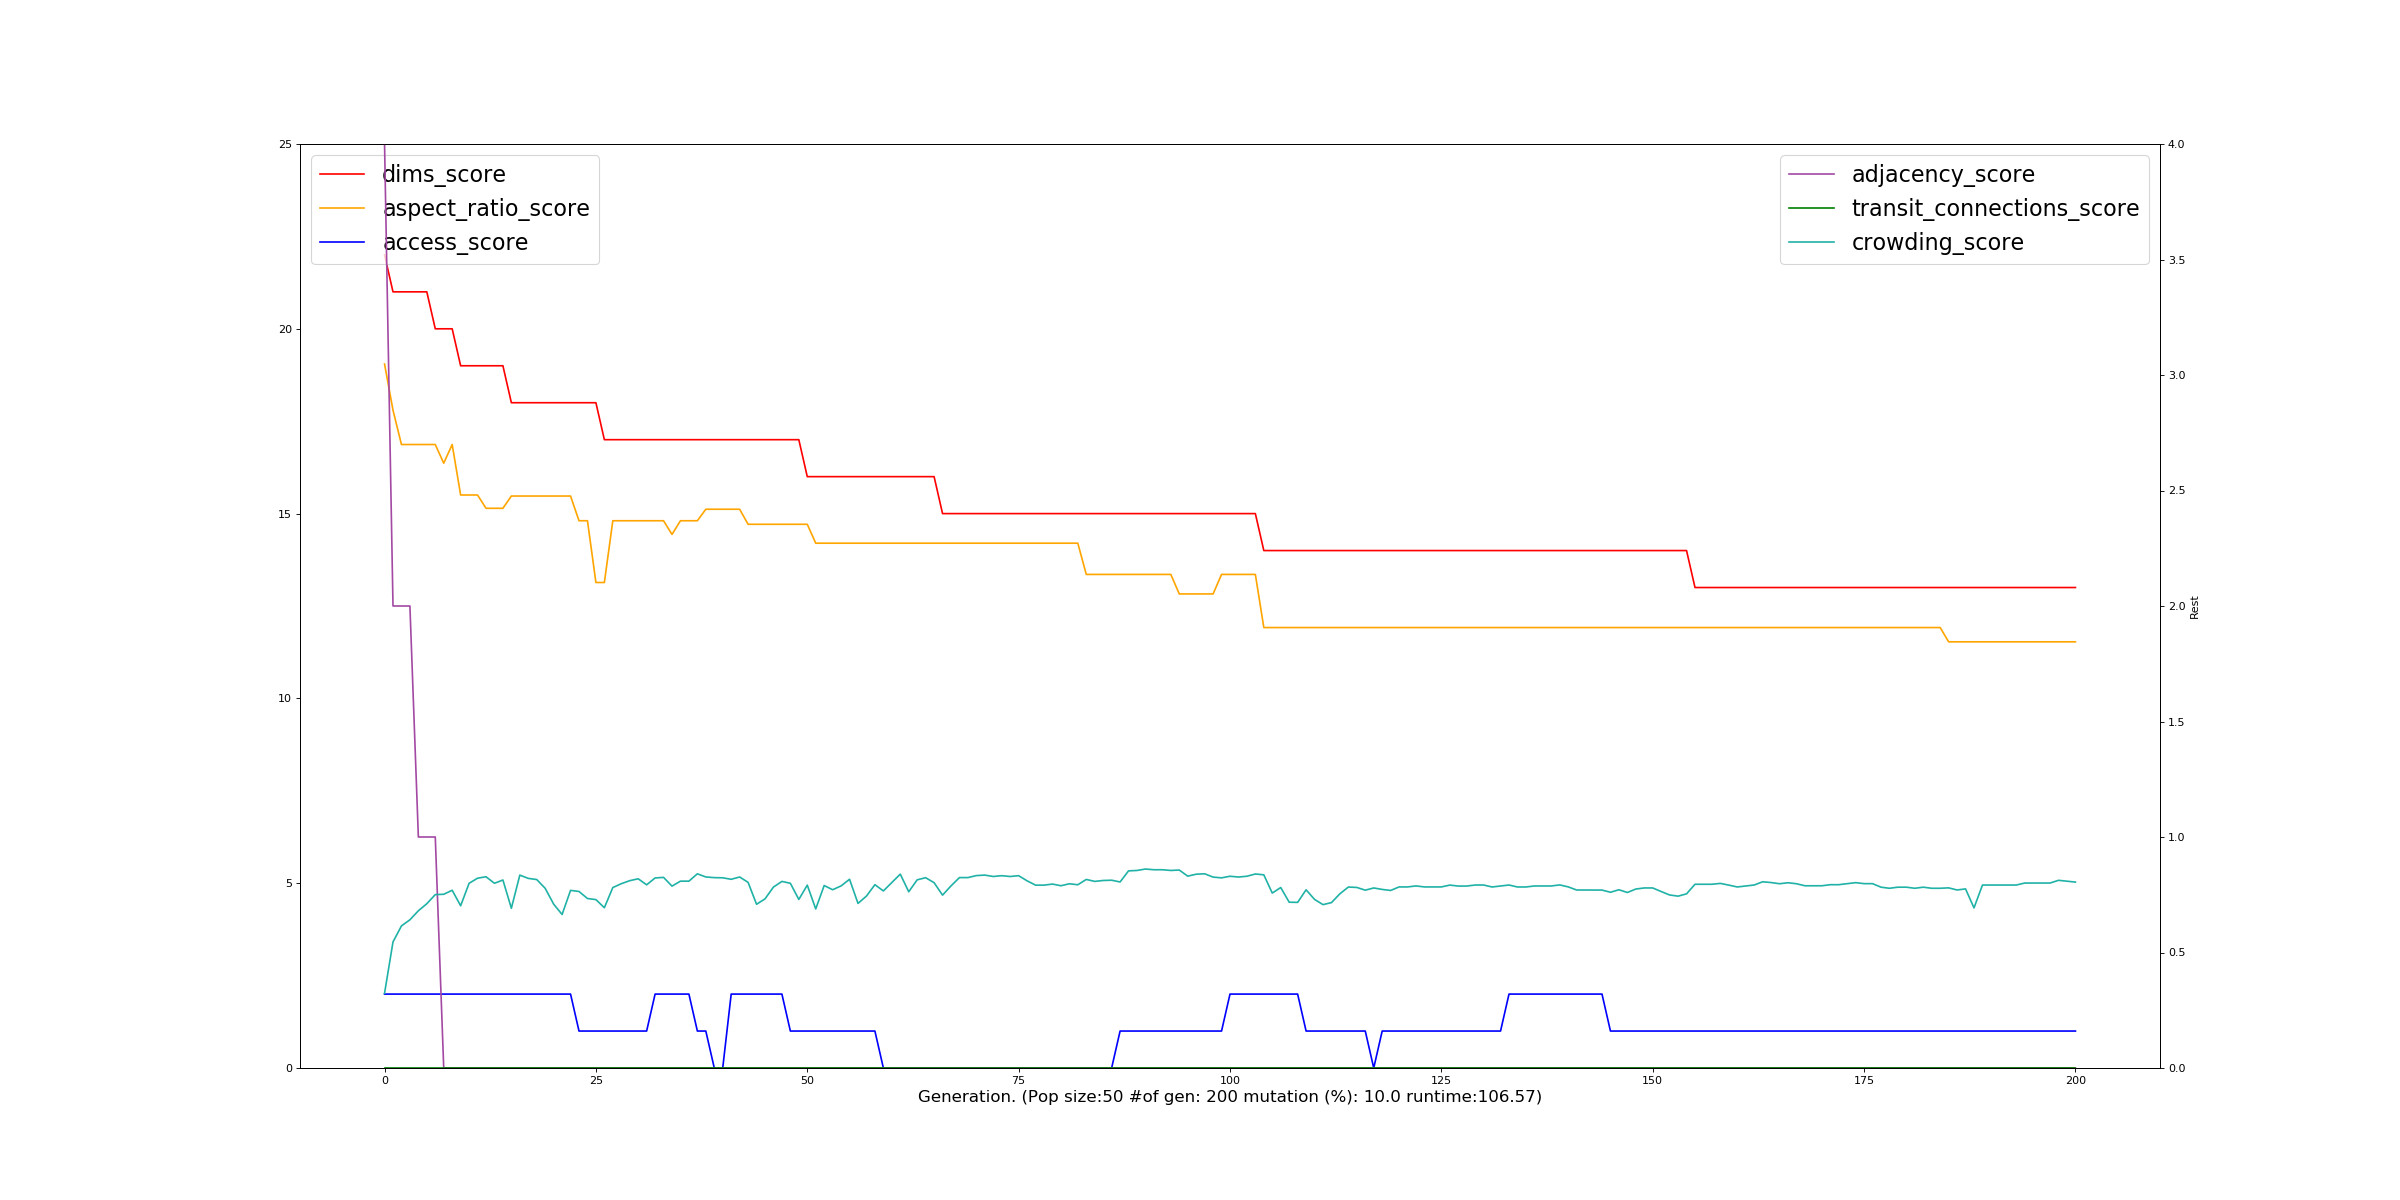 25
20
15
10
5
0
dims_score
aspect_ratio_score
access_score
adjacency_score
transit_connections_score
crowding_score
4.0
3.5
3.0
2.5
2.0
1.5
1.0
0.5
0.0
Rest
0 25 50 75 100 125 150 175 200
Generation. (Pop size:50 #of gen: 200 mutation (%): 10.0 runtime:106.57)